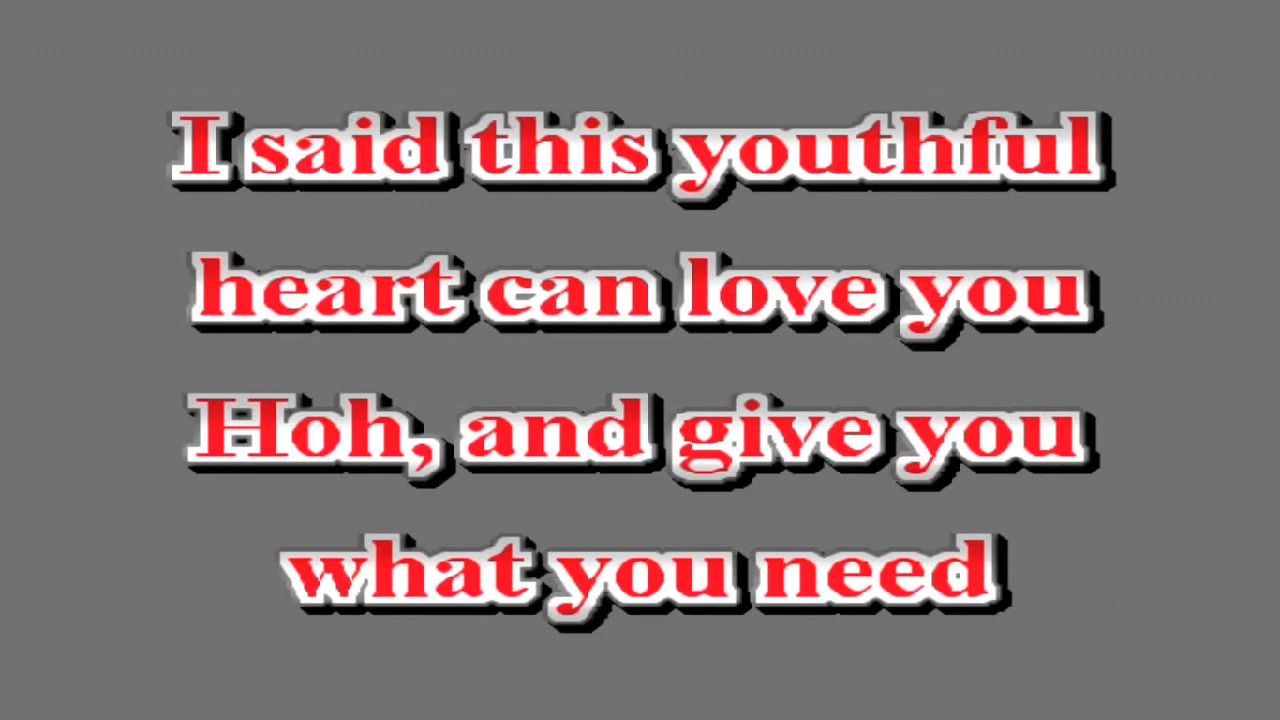 I said this youthful
heart can love you
Hoh, and give you
what you need